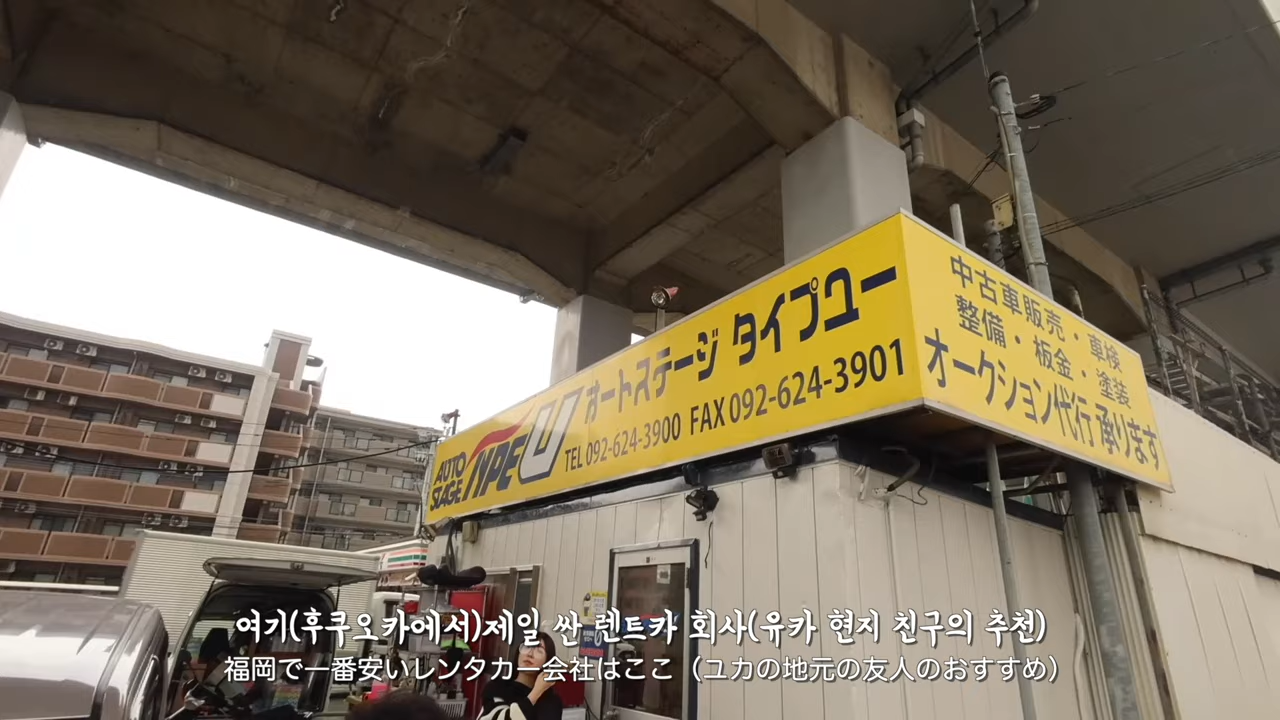 AUTO
STAGE
TYPE U
オートステージ タイプユー
TEL 092-624-3900 FAX 092-624-3901
中古車販売・車検
整備・板金・塗装
オークション代行承ります
여기(후쿠오카에서)제일 싼 렌트카 회사(유카 현지 친구의 추천)
福岡で一番安いレンタカー会社はここ（ユカの地元の友人のおすすめ）